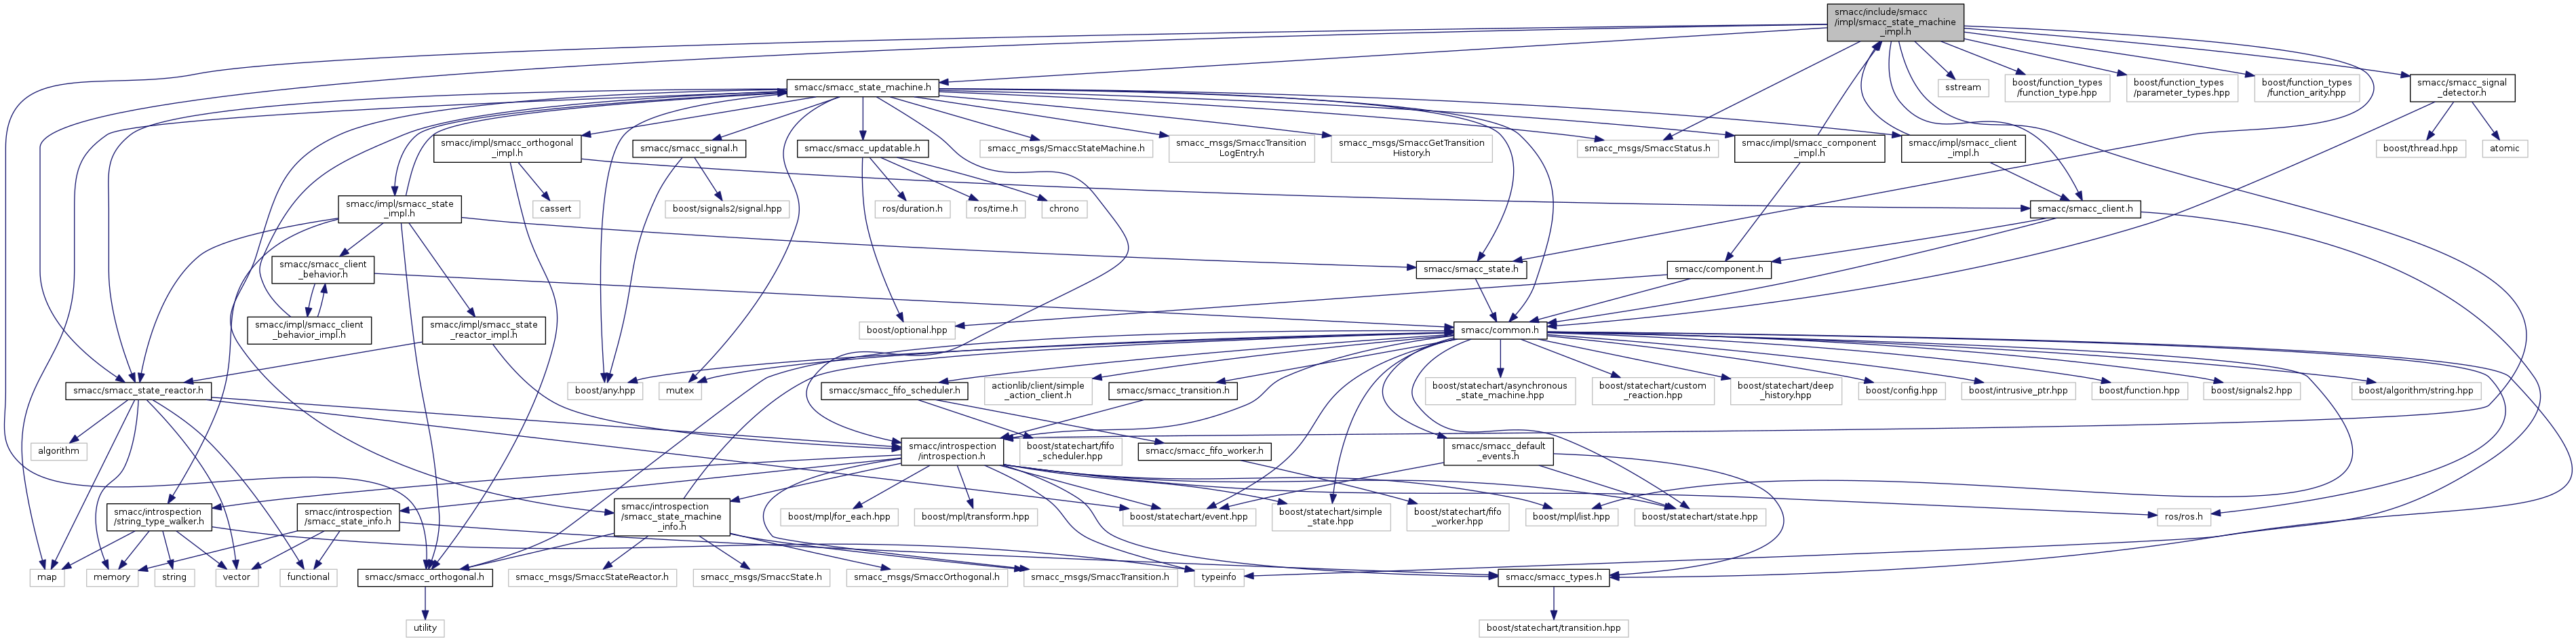 smacc/include/smacc
/impl/smacc_state_machine
_impl.h
smacc/smacc_state_machine.h
sstream
boost/function_types
/function_type.hpp
boost/function_types
/parameter_types.hpp
boost/function_types
/function_arity.hpp
smacc/smacc_signal
_detector.h
smacc/impl/smacc_orthogonal
_impl.h
smacc/smacc_signal.h
smacc/smacc_updatable.h
smacc_msgs/SmaccStateMachine.h
smacc_msgs/SmaccTransition
LogEntry.h
smacc_msgs/SmaccGetTransition
History.h
smacc_msgs/SmaccStatus.h
smacc/impl/smacc_component
_impl.h
smacc/impl/smacc_client
_impl.h
boost/thread.hpp
atomic
smacc/impl/smacc_state
_impl.h
cassert
boost/signals2/signal.hpp
ros/duration.h
ros/time.h
chrono
smacc/smacc_client.h
smacc/smacc_client
_behavior.h
smacc/smacc_state.h
smacc/component.h
smacc/impl/smacc_client
_behavior_impl.h
smacc/impl/smacc_state
_reactor_impl.h
boost/optional.hpp
smacc/common.h
smacc/smacc_state_reactor.h
boost/any.hpp
mutex
smacc/smacc_fifo_scheduler.h
actionlib/client/simple
_action_client.h
smacc/smacc_transition.h
boost/statechart/asynchronous
_state_machine.hpp
boost/statechart/custom
_reaction.hpp
boost/statechart/deep
_history.hpp
boost/config.hpp
boost/intrusive_ptr.hpp
boost/function.hpp
boost/signals2.hpp
boost/algorithm/string.hpp
algorithm
smacc/introspection
/introspection.h
boost/statechart/fifo
_scheduler.hpp
smacc/smacc_fifo_worker.h
smacc/smacc_default
_events.h
smacc/introspection
/string_type_walker.h
smacc/introspection
/smacc_state_info.h
smacc/introspection
/smacc_state_machine
_info.h
boost/mpl/for_each.hpp
boost/mpl/transform.hpp
boost/statechart/event.hpp
boost/statechart/simple
_state.hpp
boost/statechart/fifo
_worker.hpp
boost/mpl/list.hpp
boost/statechart/state.hpp
ros/ros.h
map
memory
string
vector
functional
smacc/smacc_orthogonal.h
smacc_msgs/SmaccStateReactor.h
smacc_msgs/SmaccState.h
smacc_msgs/SmaccOrthogonal.h
smacc_msgs/SmaccTransition.h
typeinfo
smacc/smacc_types.h
utility
boost/statechart/transition.hpp